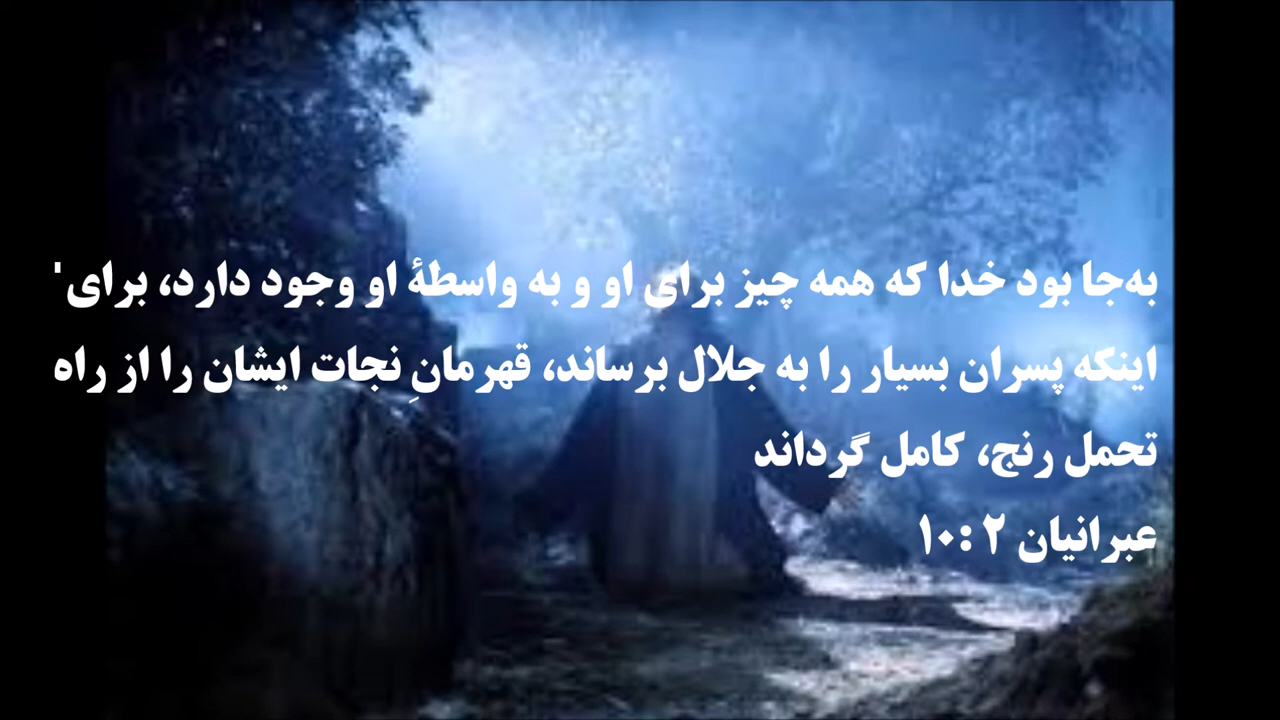 به‌جا بود خدا که همه چیز برای او و به واسطهٔ او وجود دارد، برای'
اینکه پسران بسیار را به جلال برساند، قهرمانِ نجات ایشان را از راه
تحمل رنج، کامل گرداند
عبرانیان ۲ :۱۰